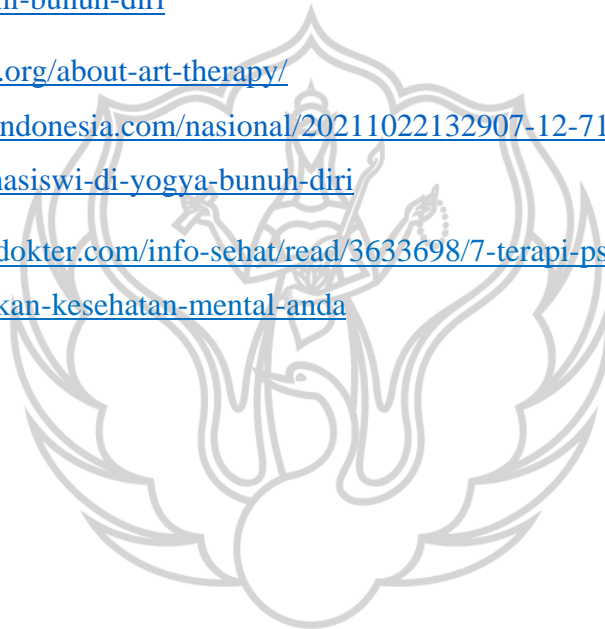 -bunuh-diri
.org/about-art-therapy/
ndonesia.com/nasional/20211022132907-12-71
asiswi-di-yogya-bunuh-diri
dokter.com/info-sehat/read/3633698/7-terapi-ps
kan-kesehatan-mental-anda